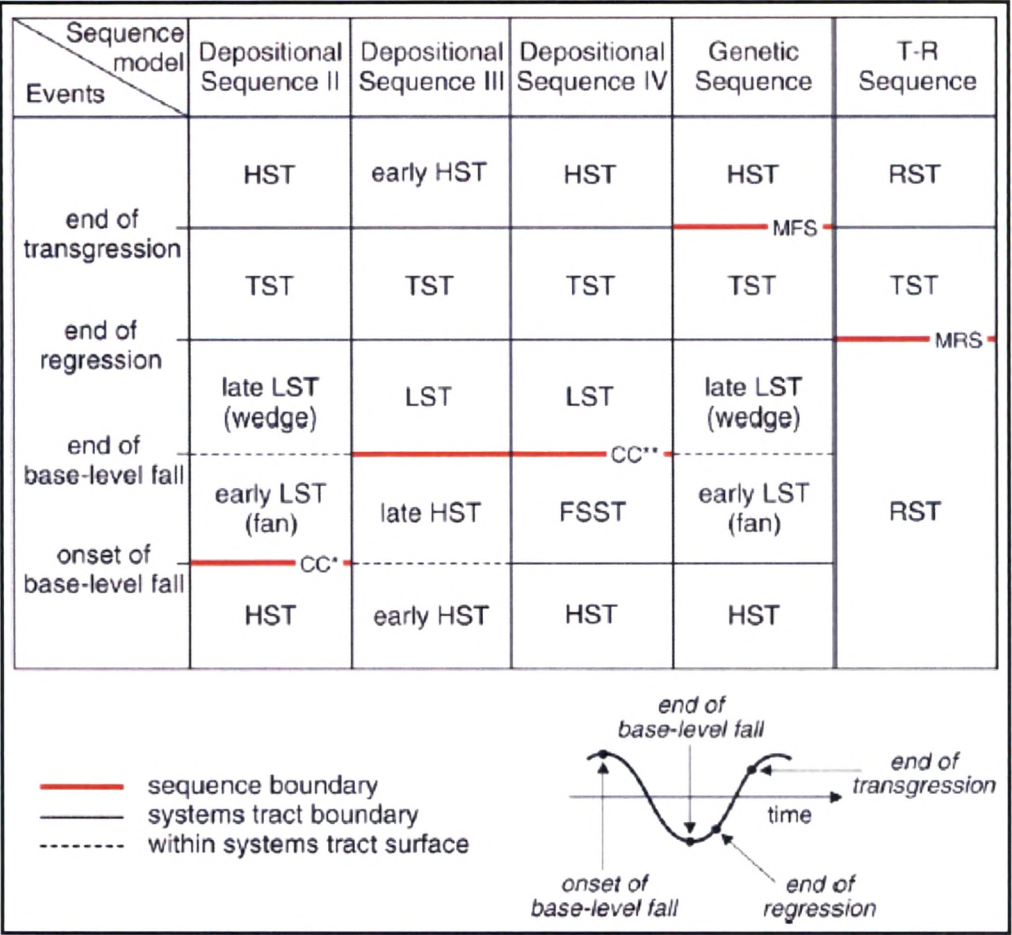 Sequence
model
Events
Depositional
Sequence II
Depositional
Sequence III
Depositional
Sequence IV
Genetic
Sequence
T-R
Sequence
HST
early HST
HST
HST
RST
end of
transgression
MFS
TST
TST
TST
TST
TST
end of
regression
MRS
late LST
(wedge)
LST
LST
late LST
(wedge)
end of
base-level fall
CC**
early LST
(fan)
late HST
FSST
early LST
(fan)
RST
onset of
base-level fall
CC*
HST
early HST
HST
HST
sequence boundary
systems tract boundary
within systems tract surface
end of
base-level fall
end of
transgression
time
onset of
base-level fall
end of
regression